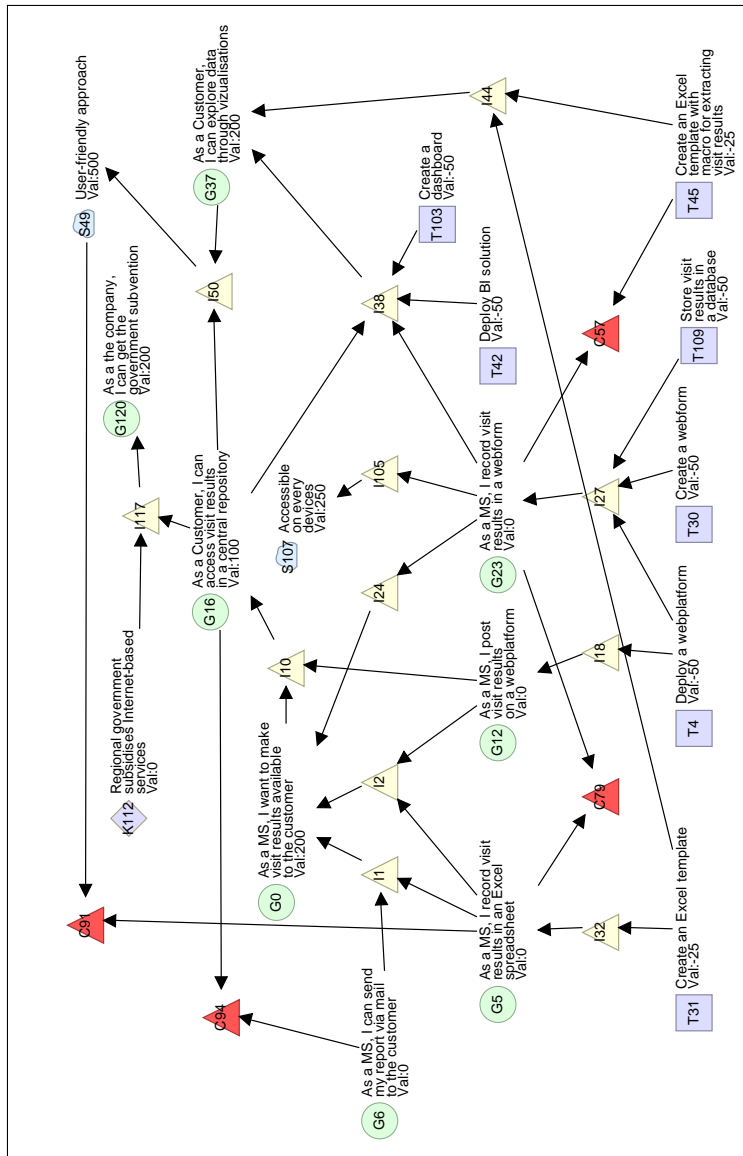 C91
S49
User-friendly approach
Val:500
K112
Regional government
subsidises Internet-based
services
Val:0
I117
G120
As a the company,
I can get the
government subvention
Val:200
C94
G16
As a Customer, I can
access visit results
in a central repository
Val:100
I50
G37
As a Customer,
I can explore data
through vizualisations
Val:200
G0
As a MS, I want to make
visit results available
to the customer
Val:200
I10
S107
Accessible
on every
devices
Val:250
G6
As a MS, I can send
my report via mail
to the customer
Val:0
I1
I2
I24
I105
I38
T103
Create a
dashboard
Val:-50
G5
As a MS, I record visit
results in an Excel
spreadsheet
Val:0
G12
As a MS, I post
visit results
on a webplatform
Val:0
G23
As a MS, I record visit
results in a webform
Val:0
T42
Deploy BI solution
Val:-50
I44
I32
C79
I18
I27
C57
T31
Create an Excel template
Val:-25
T4
Deploy a webplatform
Val:-50
T30
Create a webform
Val:-50
T109
Store visit
results in
a database
Val:-50
T45
Create an Excel
template with
macro for extracting
visit results
Val:-25